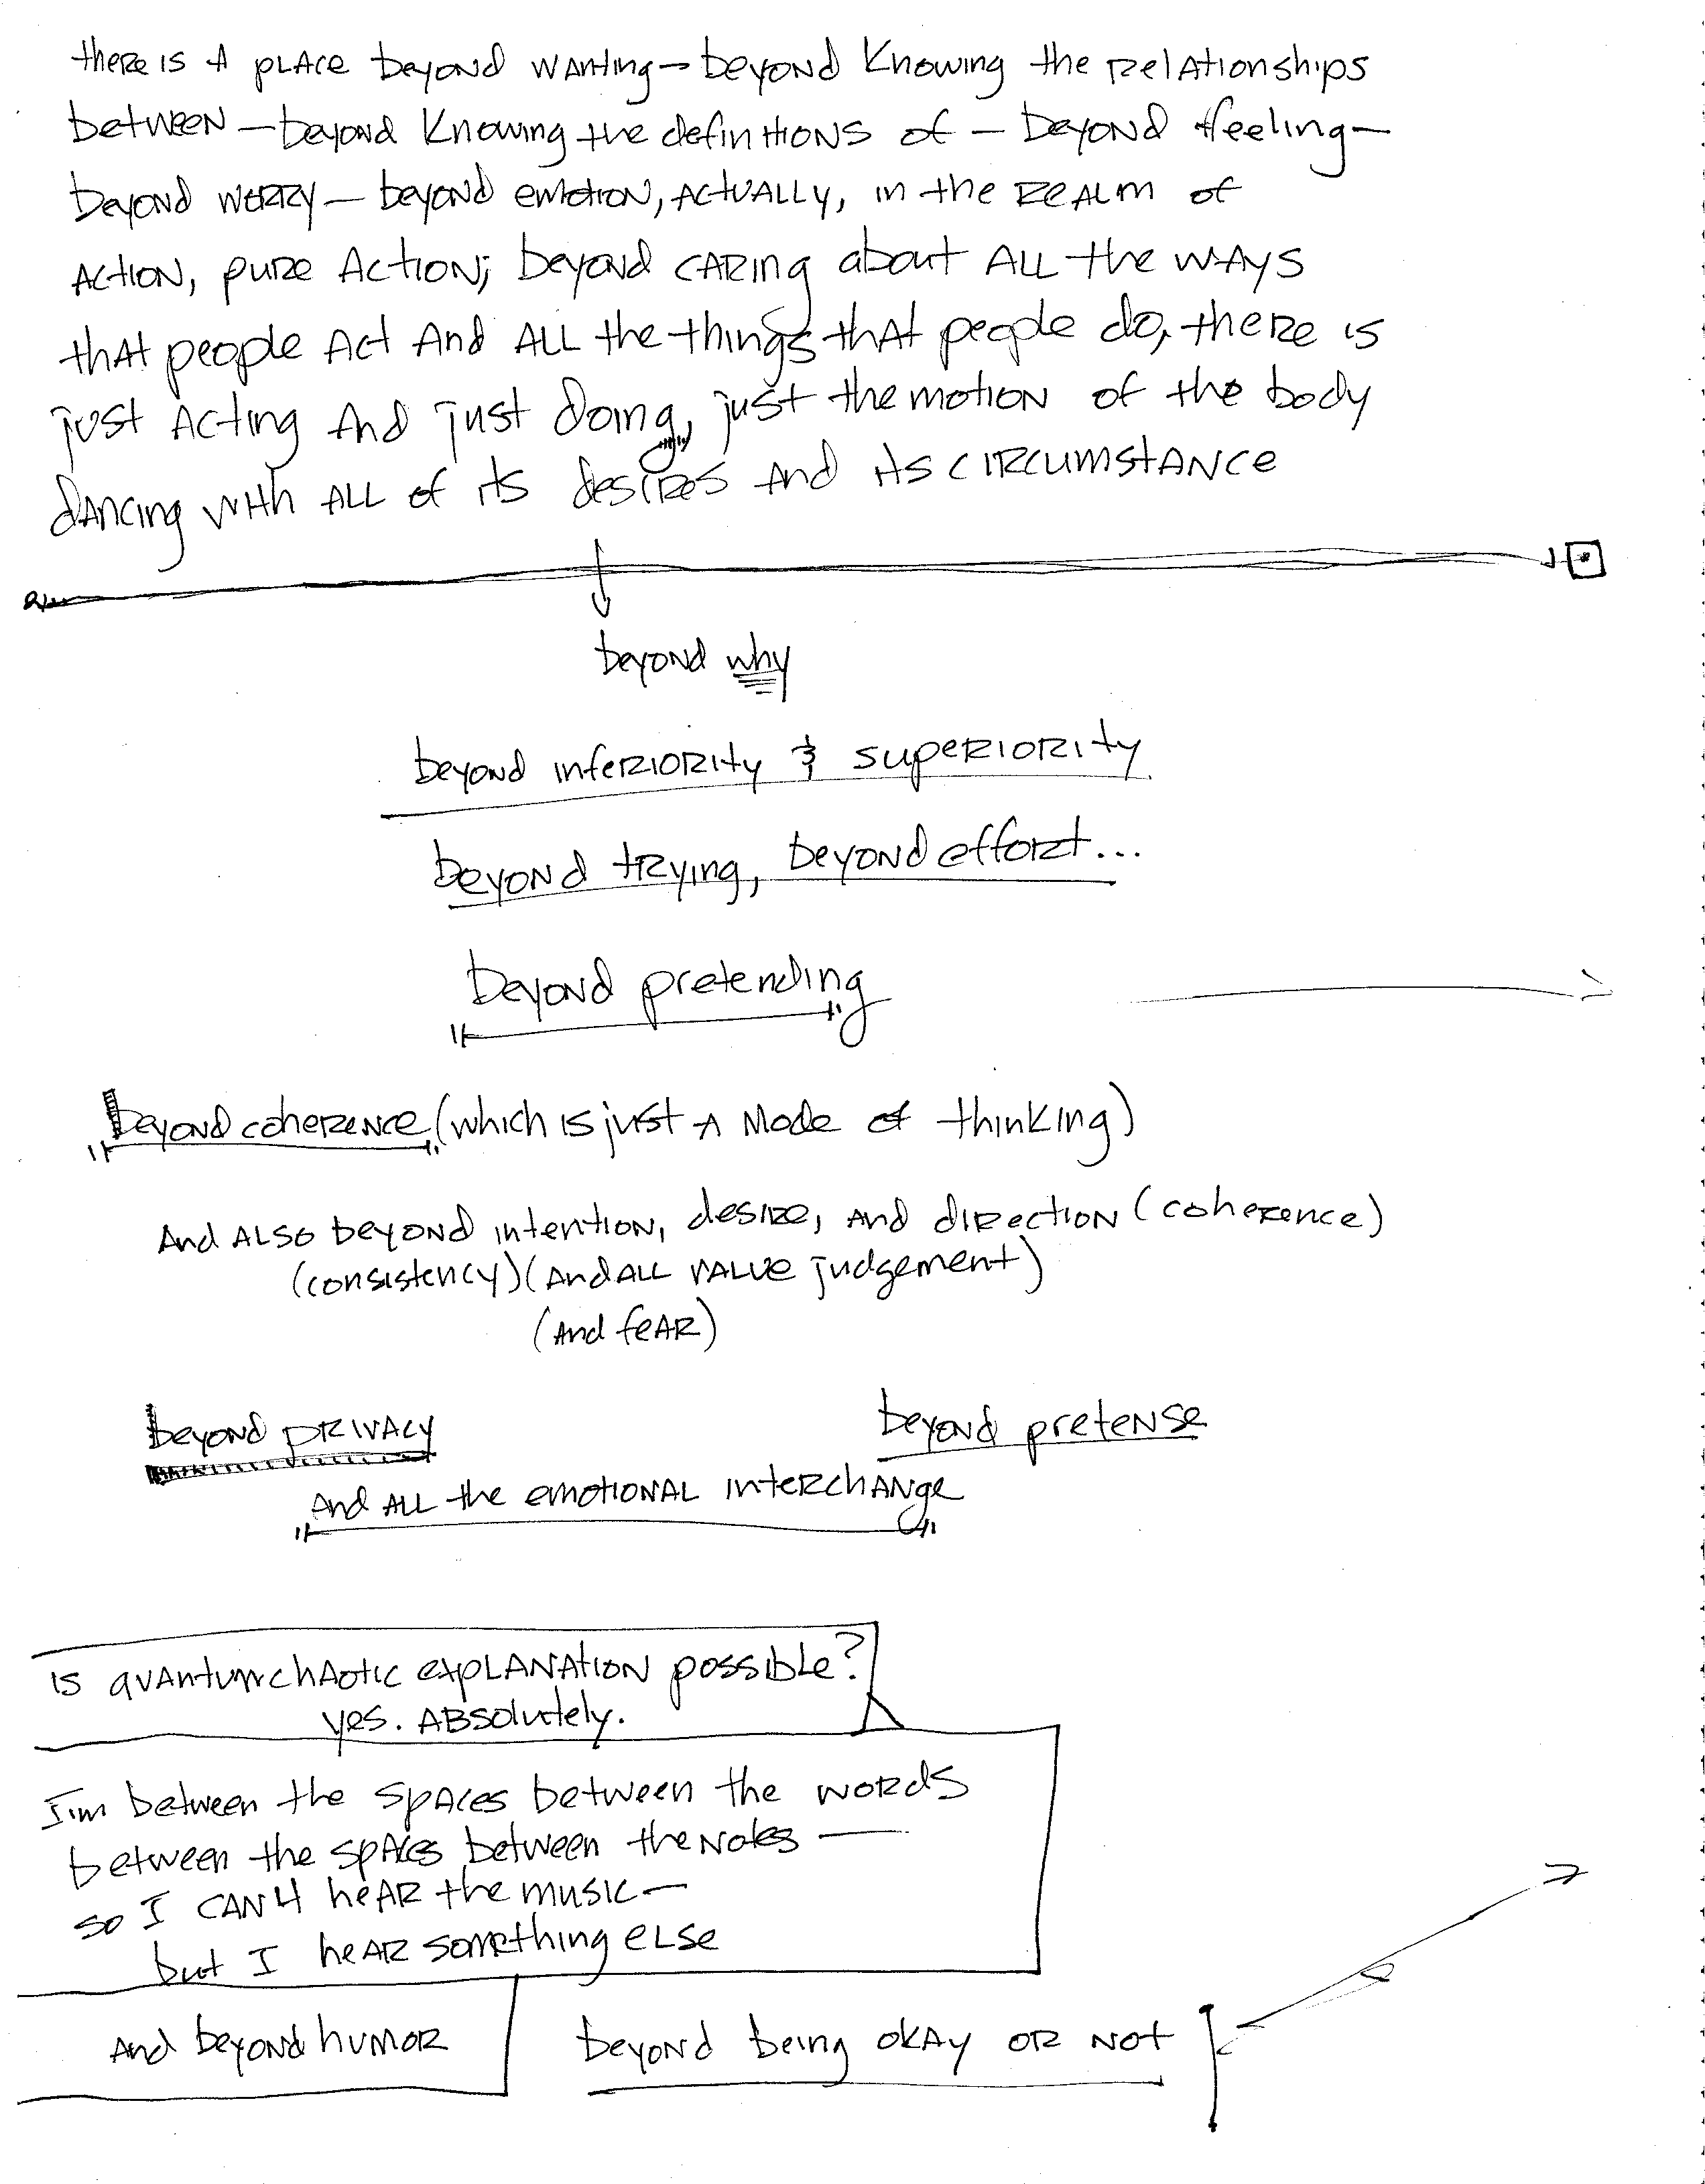 there is A plAce beyond wanting - beyond Knowing the relationships
between - beyond Knowing the definitions of - beyond feeling -
beyond worry - beyond emotion, ActuAlly, in the reAlm of
Action, pure Action; beyond cAring about All the wAys
thAt people Act And All the things thAt people do, there is
just Acting And just doing, just the motion of the body
dAncing with All of its desires And its circumstAnce
beyond why
beyond inferiority & superiority
beyond trying, beyond effort...
beyond pretending
beyond coherence (which is just A mode of thinking)
And Also beyond intention, desire, And direction (coherence)
(consistency) (And All vAlue judgement)
(And feAr)
beyond privAcy
beyond pretense
And All the emotionAl interchAnge
is quAntum chAotic explAnAtion possible?
yes. Absolutely.
I'm between the spAces between the words
between the spAces between the notes —
so I cAn't heAr the music —
but I heAr something else
And beyond humor
beyond being okAy or not